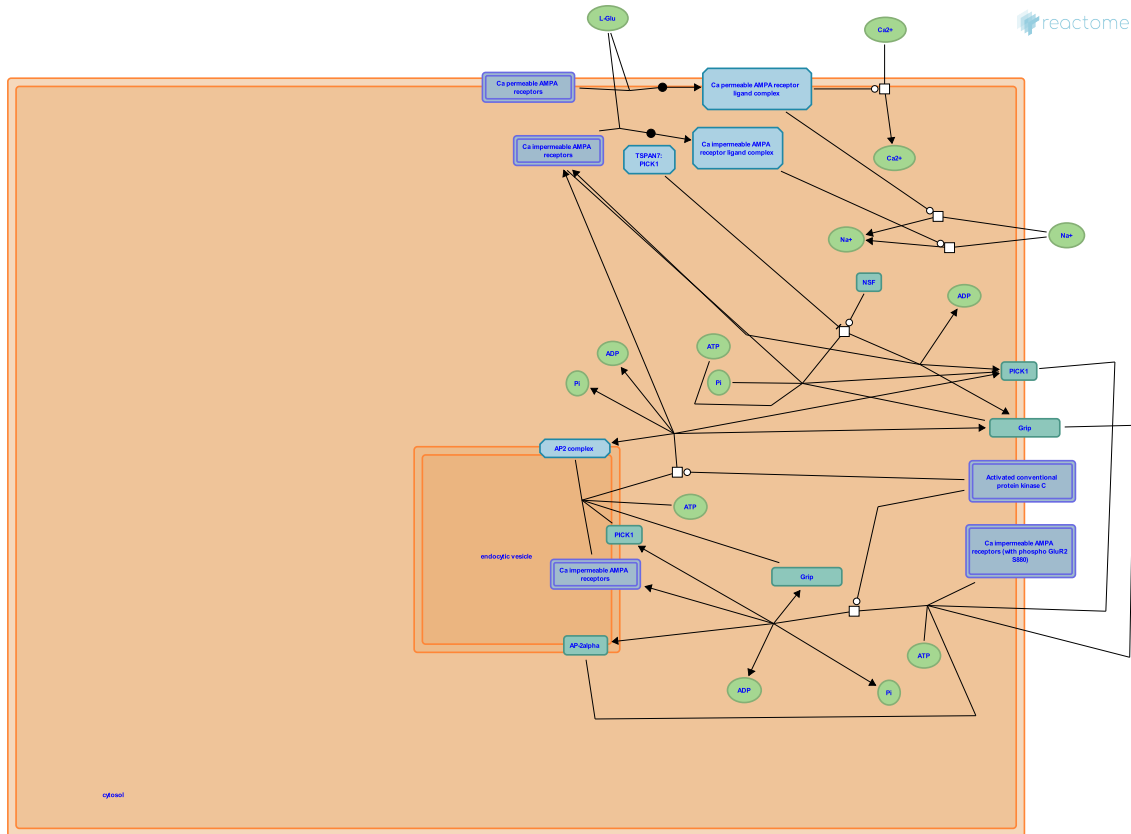 L-Glu
reactome
Ca2+
Ca permeable AMPA
receptors
Ca permeable AMPA receptor
ligand complex
Ca impermeable AMPA
receptors
TSPAN7:
PICK1
Ca impermeable AMPA
receptor ligand complex
Ca2+
Na+
Na+
NSF
ADP
ATP
ADP
Pi
Pi
PICK1
Grip
AP2 complex
Activated conventional
protein kinase C
ATP
PICK1
endocytic vesicle
Ca impermeable AMPA
receptors
Grip
Ca impermeable AMPA
receptors (with phospho GluR2
S880)
AP-2alpha
ATP
ADP
Pi
cytosol